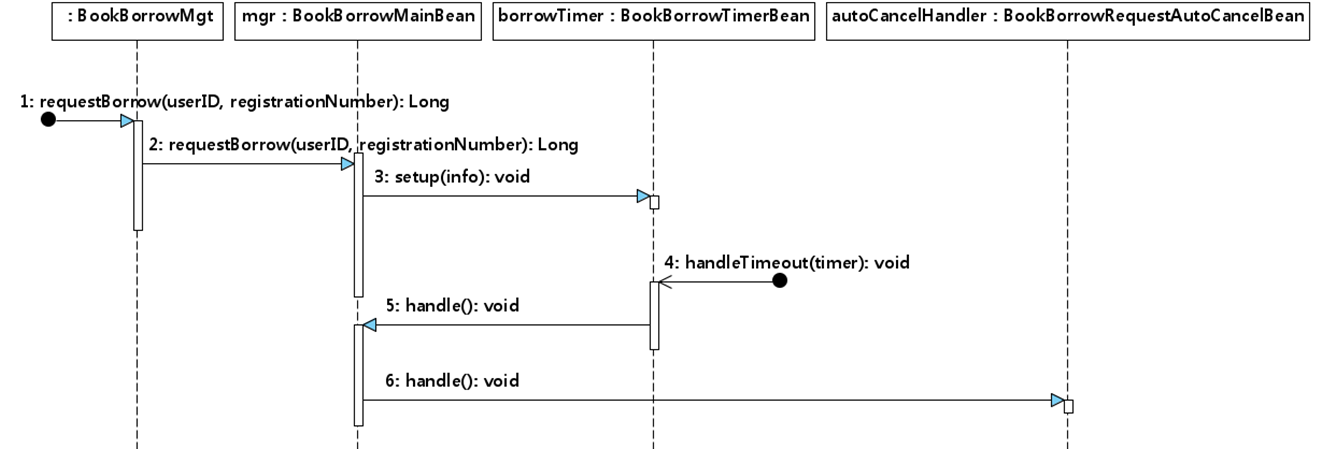 : BookBorrowMgt
mgr : BookBorrowMainBean
borrowTimer : BookBorrowTimerBean
autoCancelHandler : BookBorrowRequestAutoCancelBean
1: requestBorrow(userID, registrationNumber): Long
2: requestBorrow(userID, registrationNumber): Long
3: setup(info): void
4: handleTimeout(timer): void
5: handle(): void
6: handle(): void